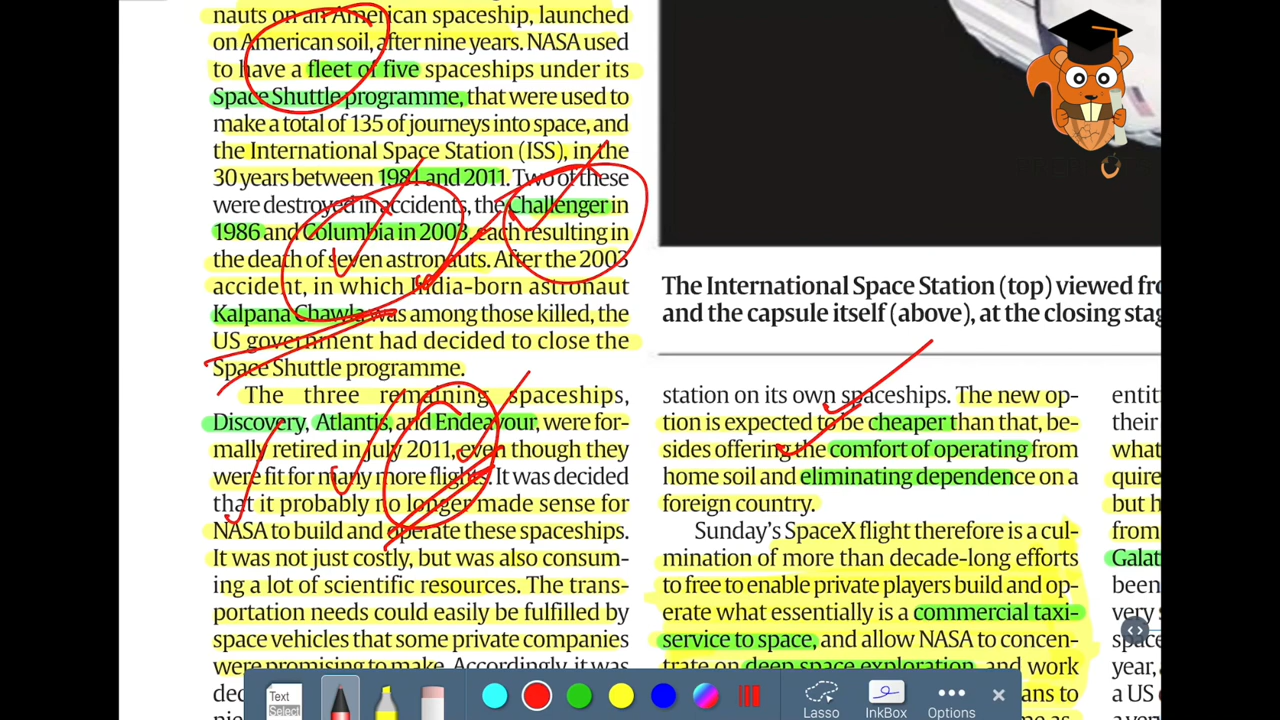 nauts on an American spaceship, launched
on American soil, after nine years. NASA used
to have a fleet of five spaceships under its
Space Shuttle programme, that were used to
make a total of 135 of journeys into space, and
the International Space Station (ISS), in the
30 years between 1981 and 2011. Two of these
were destroyed in accidents, the Challenger in
1986 and Columbia in 2003, each resulting in
the death of seven astronauts. After the 2003
accident, in which India-born astronaut
Kalpana Chawla was among those killed, the
US government had decided to close the
Space Shuttle programme.
The three remaining spaceships,
Discovery, Atlantis, and Endeavour, were for-
mally retired in July 2011, even though they
were fit for many more flights. It was decided
that it probably no longer made sense for
NASA to build and operate these spaceships.
It was not just costly, but was also consum-
ing a lot of scientific resources. The trans-
portation needs could easily be fulfilled by
space vehicles that some private companies
were promising to make. Accordingly, it was
The International Space Station (top) viewed
and the capsule itself (above), at the closing
station on its own spaceships. The new op-
tion is expected to be cheaper than that, be-
sides offering the comfort of operating from
home soil and eliminating dependence on a
foreign country.
Sunday's SpaceX flight therefore is a cul-
mination of more than decade-long efforts
to free to enable private players build and op-
erate what essentially is a commercial taxi-
service to space, and allow NASA to concen-
trate on deep space exploration, and work
their
what
quire
but h
from
Galat
been
very s
space
year,
a US
Text
Select
Lasso
InkBox
Options